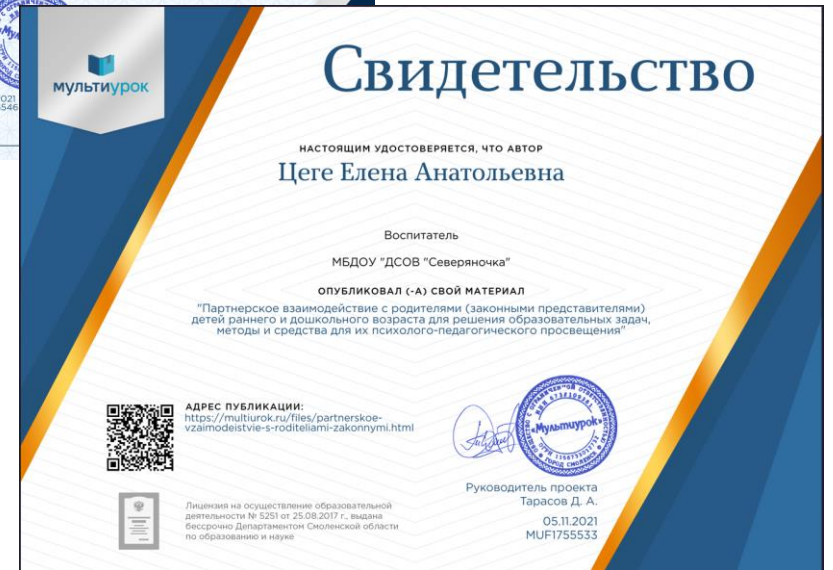 021
546
мультиурок
Свидетельство
НАСТОЯЩИМ УДОСТОВЕРЯЕТСЯ, ЧТО АВТОР
Цеге Елена Анатольевна
Воспитатель
МБДОУ "ДСОВ "Северяночка"
ОПУБЛИКОВАЛ (-А) СВОЙ МАТЕРИАЛ
"Партнерское взаимодействие с родителями (законными представителями)
детей раннего и дошкольного возраста для решения образовательных задач,
методы и средства для их психолого-педагогического просвещения"
АДРЕС ПУБЛИКАЦИИ:
https://multiurok.ru/files/partnerskoe-
vzaimodeistvie-s-roditeliami-zakonnymi.html
«Мультиурок»
Руководитель проекта
Тарасов Д. А.
05.11.2021
MUF1755533
Лицензия на осуществление образовательной
деятельности № 5251 от 25.08.2017 г., выдана
бессрочно Департаментом Смоленской области
по образованию и науке